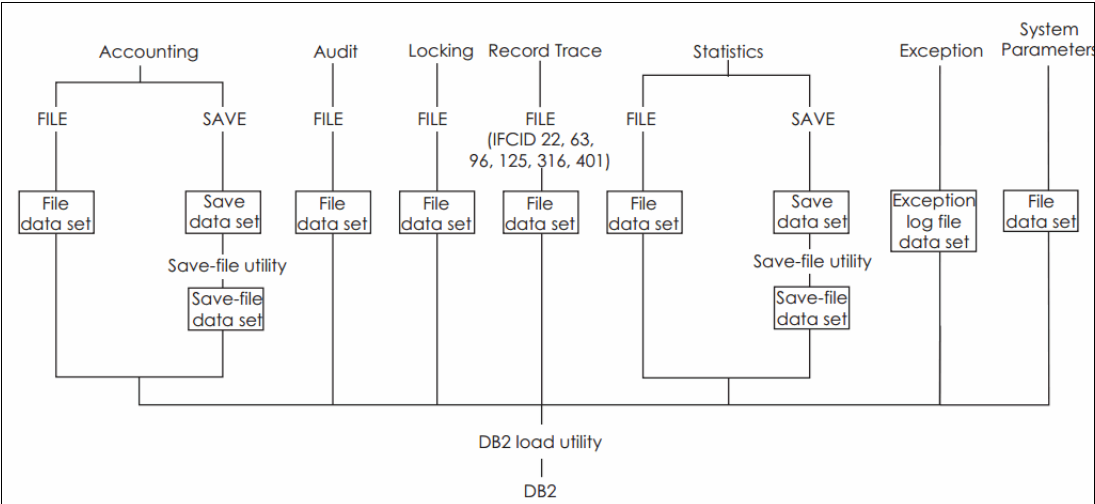 Accounting
Audit
Locking
Record Trace
Statistics
Exception
System
Parameters
FILE
SAVE
FILE
FILE
FILE
(IFCID 22, 63,
96, 125, 316, 401)
FILE
SAVE
File
data set
Save
data set
File
data set
File
data set
File
data set
File
data set
Save
data set
Exception
log file
data set
File
data set
Save-file utility
Save-file utility
Save-file
data set
Save-file
data set
DB2 load utility
DB2